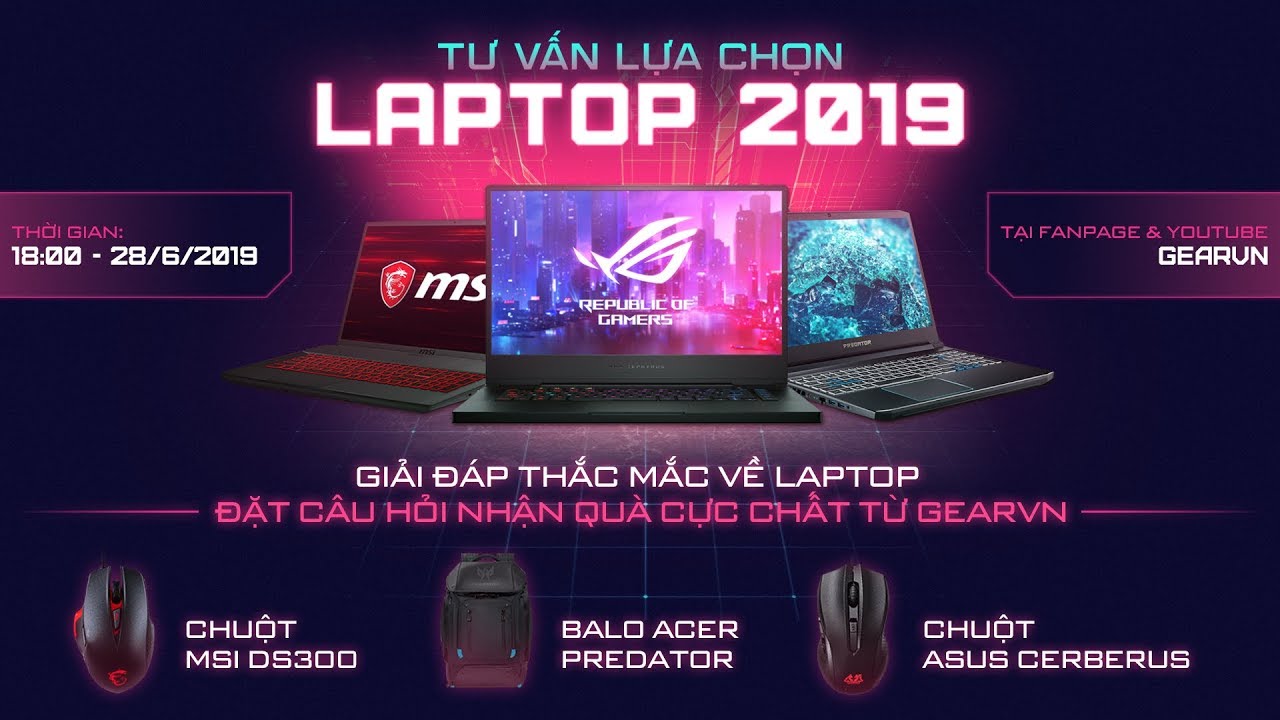 TƯ VẤN LỰA CHỌN
LAPTOP 2019
THỜI GIAN:
18:00 - 28/6/2019
TẠI FANPAGE & YOUTUBE
GEARVN
ms
REPUBLIC OF
GAMERS
PREDATOR
GIẢI ĐÁP THẮC MẮC VỀ LAPTOP
ĐẶT CÂU HỎI NHẬN QUÀ CỰC CHẤT TỪ GEARVN
CHUỘT
MSI DS300
BALO ACER
PREDATOR
CHUỘT
ASUS CERBERUS